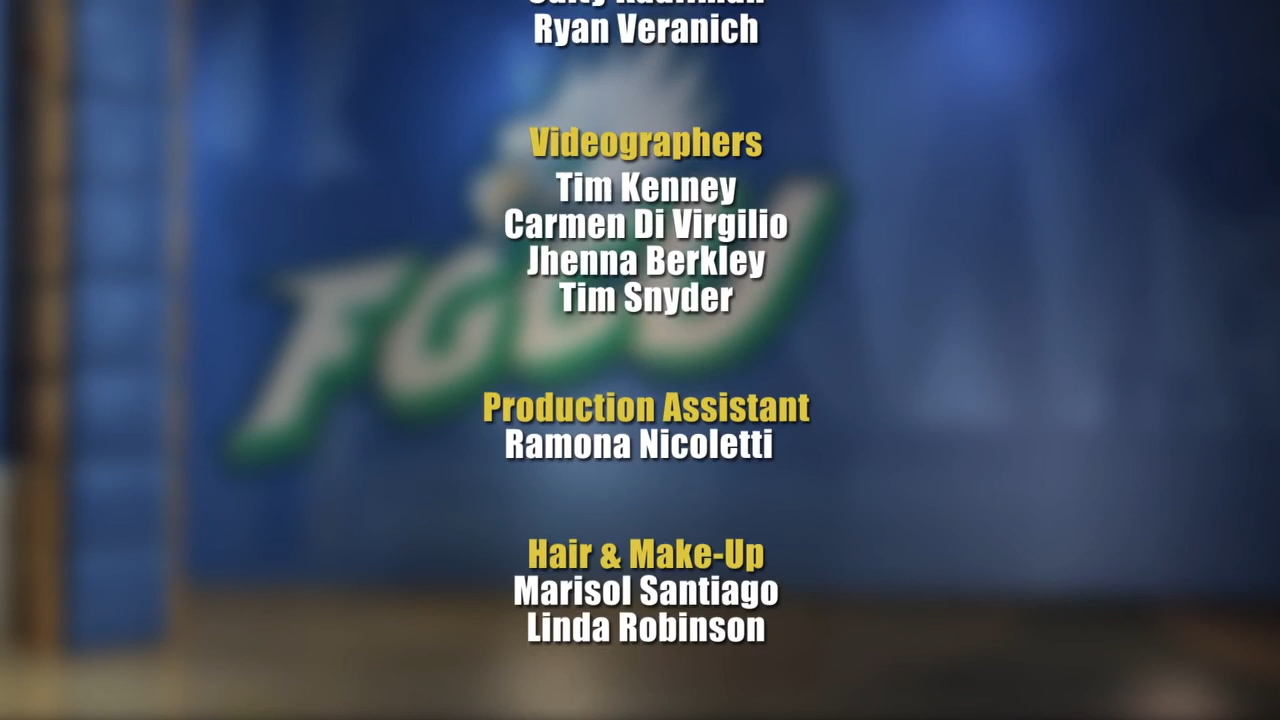 Ryan Veranich
Videographers
Tim Kenney
Carmen Di Virgilio
Jhenna Berkley
Tim Snyder
FGCU
Production Assistant
Ramona Nicoletti
Hair & Make-Up
Marisol Santiago
Linda Robinson